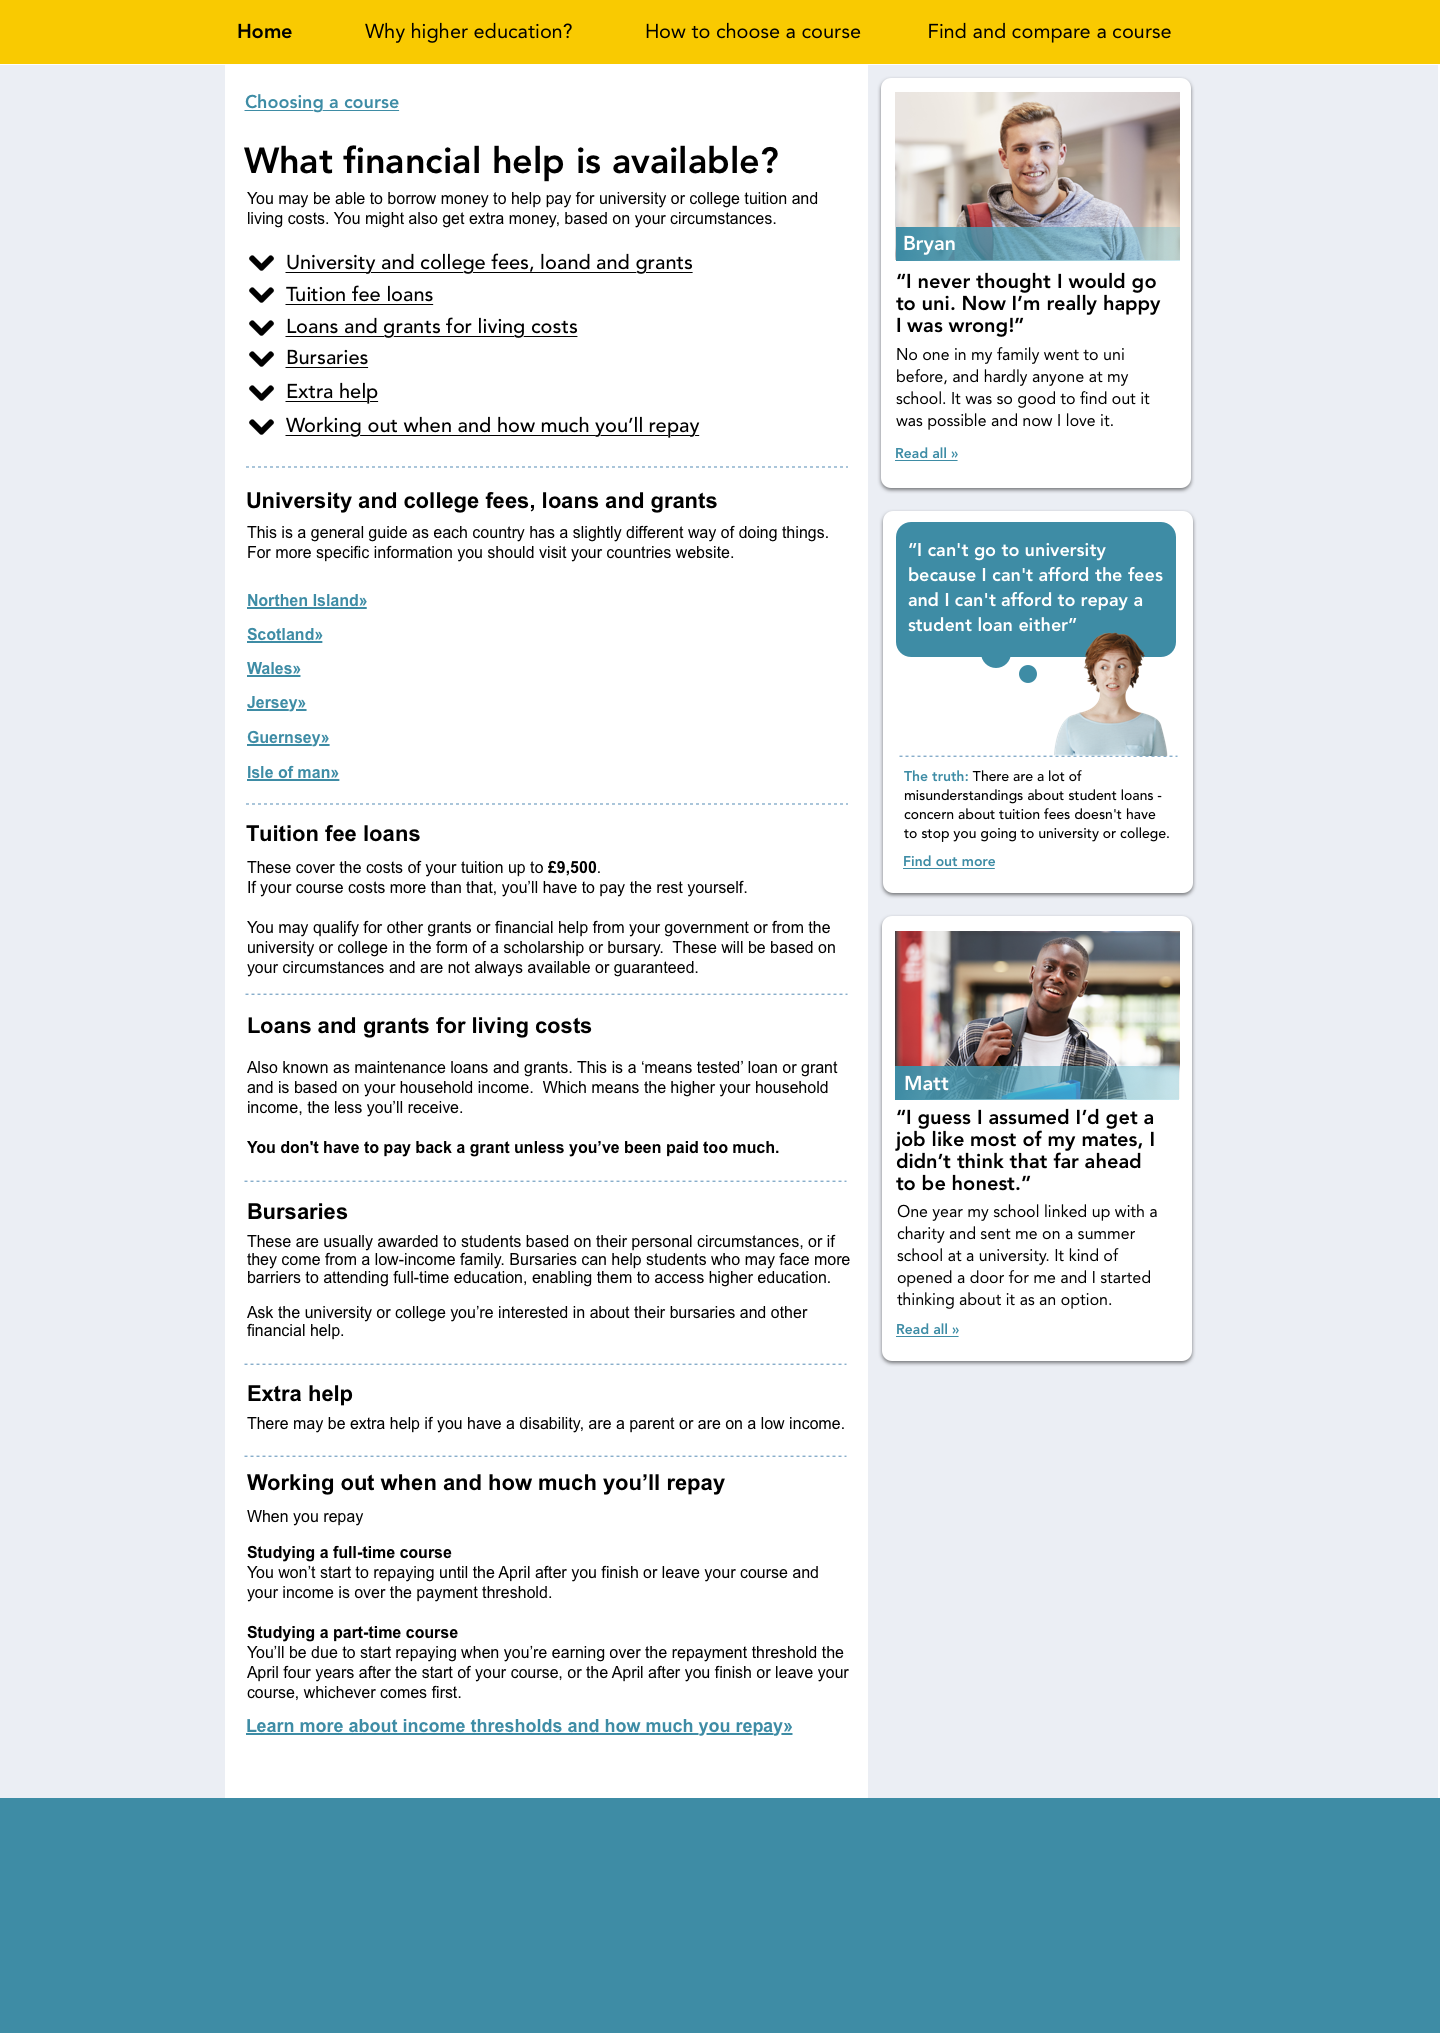 Home Why higher education? How to choose a course Find and compare a course
Choosing a course
What financial help is available?
You may be able to borrow money to help pay for university or college tuition and
living costs. You might also get extra money, based on your circumstances.
University and college fees, loand and grants
Tuition fee loans
Loans and grants for living costs
Bursaries
Extra help
Working out when and how much you’ll repay
University and college fees, loans and grants
This is a general guide as each country has a slightly different way of doing things.
For more specific information you should visit your countries website.
Northen Island»
Scotland»
Wales»
Jersey»
Guernsey»
Isle of man»
Tuition fee loans
These cover the costs of your tuition up to £9,500.
If your course costs more than that, you’ll have to pay the rest yourself.
You may qualify for other grants or financial help from your government or from the
university or college in the form of a scholarship or bursary.  These will be based on
your circumstances and are not always available or guaranteed.
Loans and grants for living costs
Also known as maintenance loans and grants. This is a ‘means tested’ loan or grant
and is based on your household income.  Which means the higher your household
income, the less you’ll receive.
You don't have to pay back a grant unless you’ve been paid too much.
Bursaries
These are usually awarded to students based on their personal circumstances, or if
they come from a low-income family. Bursaries can help students who may face more
barriers to attending full-time education, enabling them to access higher education.
Ask the university or college you’re interested in about their bursaries and other
financial help.
Extra help
There may be extra help if you have a disability, are a parent or are on a low income.
Working out when and how much you’ll repay
When you repay
Studying a full-time course
You won’t start to repaying until the April after you finish or leave your course and
your income is over the payment threshold.
Studying a part-time course
You’ll be due to start repaying when you’re earning over the repayment threshold the
April four years after the start of your course, or the April after you finish or leave your
course, whichever comes first.
Learn more about income thresholds and how much you repay»
Bryan
“I never thought I would go
to uni. Now I’m really happy
I was wrong!”
No one in my family went to uni
before, and hardly anyone at my
school. It was so good to find out it
was possible and now I love it.
Read all »
“I can't go to university
because I can't afford the fees
and I can't afford to repay a
student loan either”
The truth: There are a lot of
misunderstandings about student loans -
concern about tuition fees doesn't have
to stop you going to university or college.
Find out more
Matt
“I guess I assumed I’d get a
job like most of my mates, I
didn’t think that far ahead
to be honest.”
One year my school linked up with a
charity and sent me on a summer
school at a university. It kind of
opened a door for me and I started
thinking about it as an option.
Read all »